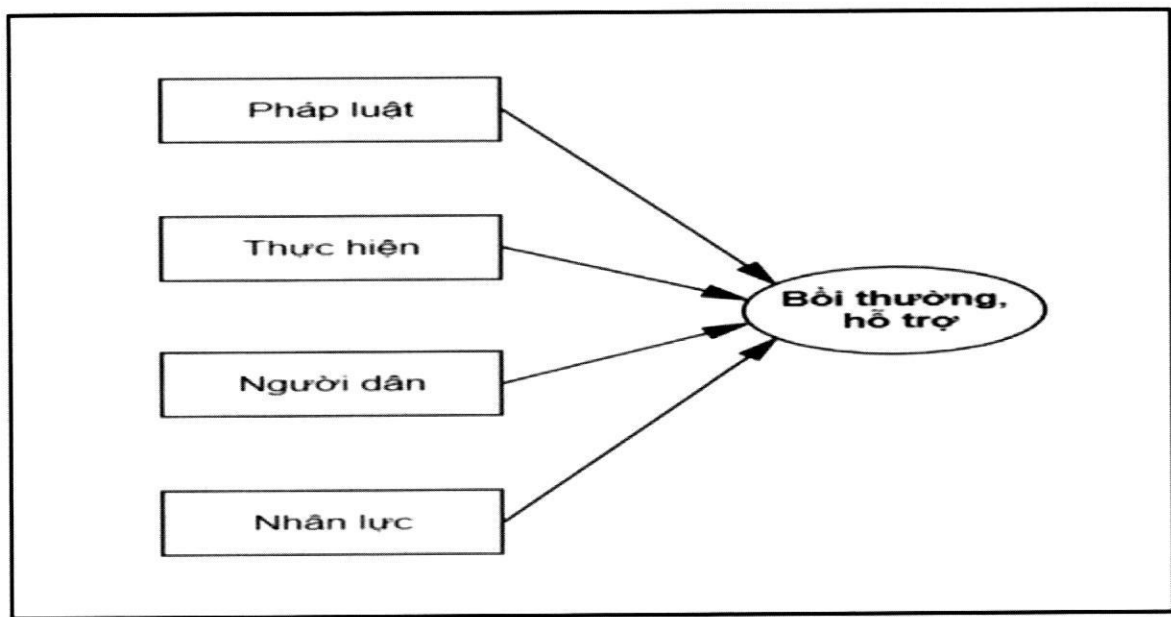 Pháp luật
Thực hiện
Người dân
Nhân lực
Bồi thường,
hỗ trợ